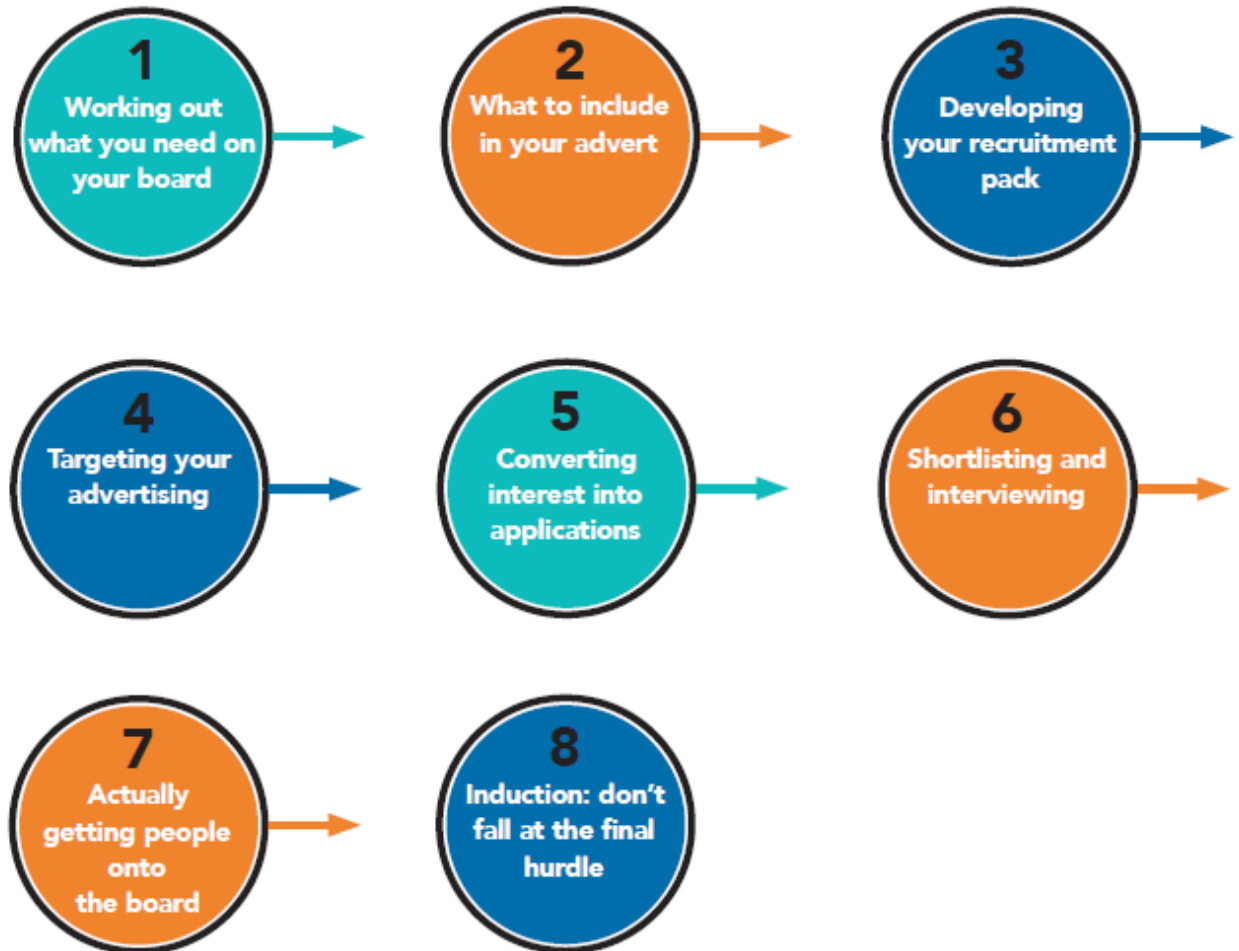 1
Working out
what you need on
your board
2
What to include
in your advert
3
Developing
your recruitment
pack
4
Targeting your
advertising
5
Converting
interest into
applications
6
Shortlisting and
interviewing
7
Actually
getting people
onto
the board
8
Induction: don’t
fall at the final
hurdle